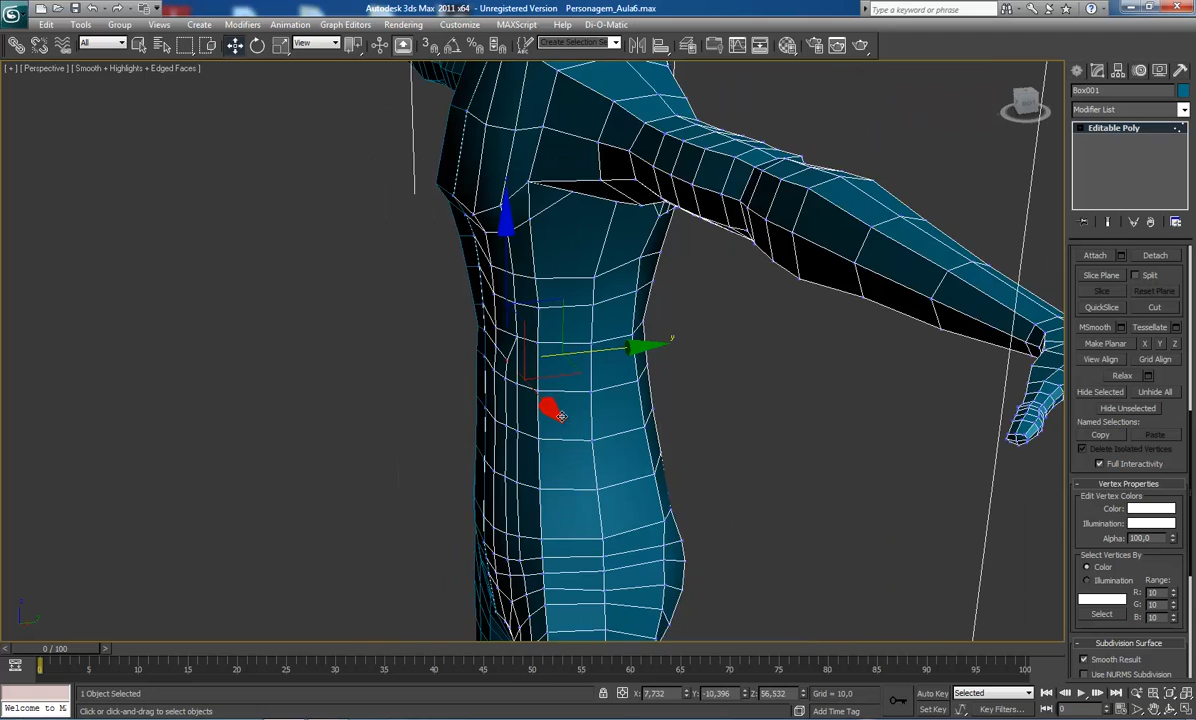 Autodesk 3ds Max 2011 x64 - Unregistered Version Personagem_Aula6.max
Type a keyword or phrase
Edit Tools Group Views Create Modifiers Animation Graph Editors Rendering Customize MAXScript Help Di-O-Matic
All View Create Selection Se
[ + ] [ Perspective ] [ Smooth + Highlights + Edged Faces ]
Box001
Modifier List
Editable Poly
Attach Detach
Slice Plane Split
Slice Reset Plane
QuickSlice Cut
MSmooth Tessellate
Make Planar X Y Z
View Align Grid Align
Relax
Hide Selected Unhide All
Hide Unselected
Named Selections:
Copy Paste
Delete Isolated Vertices
Full Interactivity
Vertex Properties
Edit Vertex Colors
Color:
Illumination:
Alpha: 100,0
Select Vertices By
Color Range:
Illumination R: 10
G: 10
Select B: 10
Subdivision Surface
Smooth Result
Use NURMS Subdivision
y
z
0 / 100
0 5 10 15 20 25 30 35 40 45 50 55 60 65 70 75 80 85 90 95 100
1 Object Selected X: 7,732 Y: -10,396 Z: 56,532 Grid = 10,0 Auto Key Selected
Welcome to M Click or click-and-drag to select objects Add Time Tag Set Key Key Filters... 0